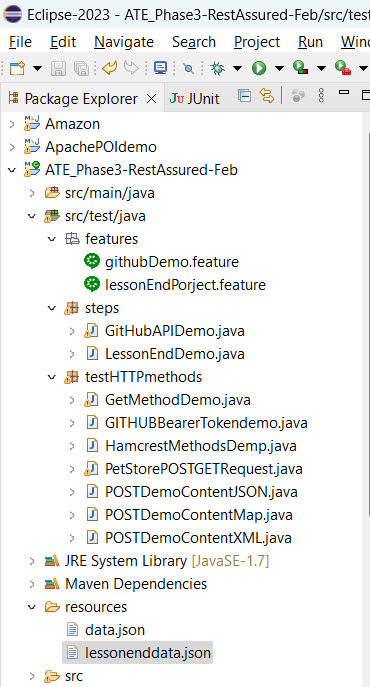 Eclipse-2023 - ATE_Phase3-RestAssured-Feb/src/test
File Edit Navigate Search Project Run Win
Package Explorer JUnit
Amazon
ApachePOIdemo
ATE_Phase3-RestAssured-Feb
src/main/java
src/test/java
features
githubDemo.feature
lessonEndPorject.feature
steps
GitHubAPIDemo.java
LessonEndDemo.java
testHTTPmethods
GetMethodDemo.java
GITHUBBearerTokendemo.java
HamcrestMethodsDemp.java
PetStorePOSTGETRequest.java
POSTDemoContentJSON.java
POSTDemoContentMap.java
POSTDemoContentXML.java
JRE System Library [JavaSE-1.7]
Maven Dependencies
resources
data.json
lessonenddata.json
src